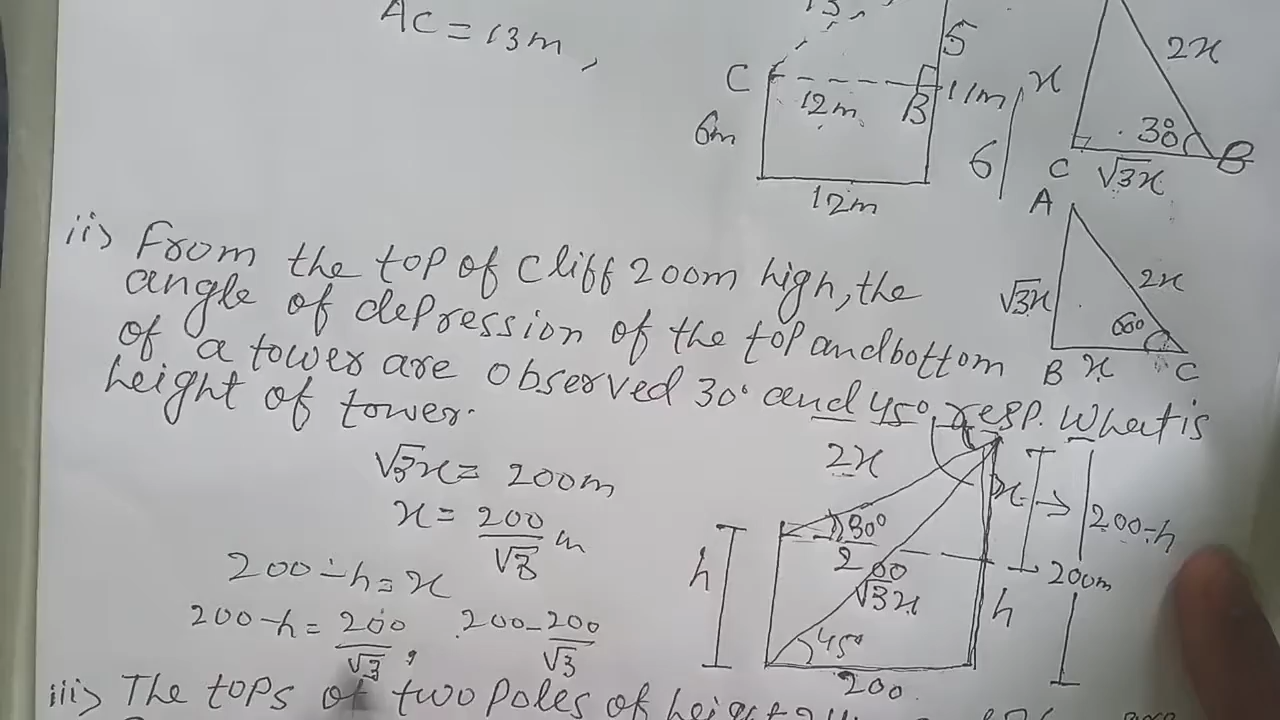 AC = 13m,
13
5
C
12m
B
11m
6m
6
12m
x
2x
30°
C
√3x
B
A
√3x
2x
60°
B
x
C
ii) From the top of cliff 200m high, the
angle of depression of the top and bottom
of a tower are observed 30° and 45° resp. What is
height of tower.
√3x = 200m
x = 200/√3 m
200 - h = x
200 - h = 200/√3, 200 - 200/√3
2x
30°
200
√3x
45°
200
h
x
h
200-h
200m
iii) The tops of two poles of height